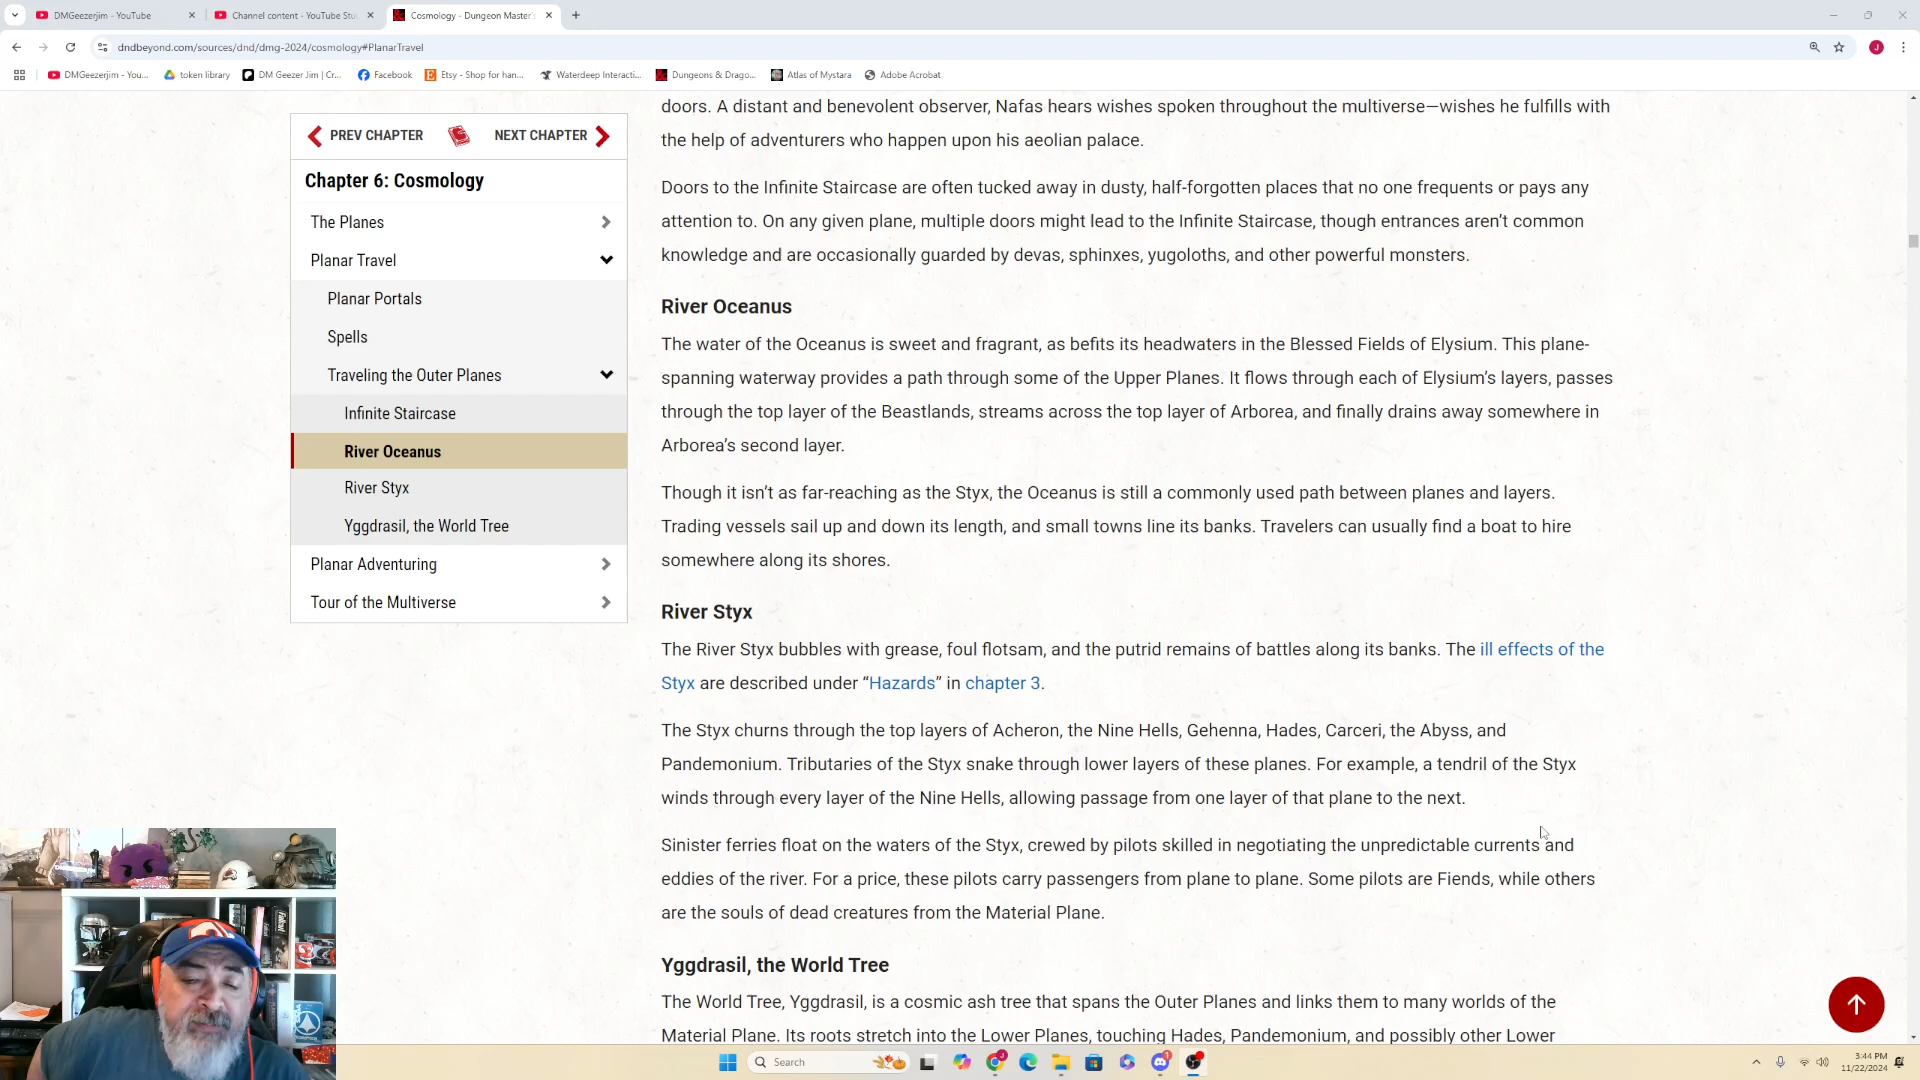 DMGeezerjim - YouTube
Channel content - YouTube Stu
Cosmology - Dungeon Master's
dndbeyond.com/sources/dnd/dmg-2024/cosmology#PlanarTravel
DMGeezerjim - You...
token library
DM Geezer Jim | Cr...
Facebook
Etsy - Shop for han...
Waterdeep Interacti...
Dungeons & Drago...
Atlas of Mystara
Adobe Acrobat
PREV CHAPTER
NEXT CHAPTER
Chapter 6: Cosmology
The Planes
Planar Travel
Planar Portals
Spells
Traveling the Outer Planes
Infinite Staircase
River Oceanus
River Styx
Yggdrasil, the World Tree
Planar Adventuring
Tour of the Multiverse
doors. A distant and benevolent observer, Nafas hears wishes spoken throughout the multiverse—wishes he fulfills with
the help of adventurers who happen upon his aeolian palace.
Doors to the Infinite Staircase are often tucked away in dusty, half-forgotten places that no one frequents or pays any
attention to. On any given plane, multiple doors might lead to the Infinite Staircase, though entrances aren't common
knowledge and are occasionally guarded by devas, sphinxes, yugoloths, and other powerful monsters.
River Oceanus
The water of the Oceanus is sweet and fragrant, as befits its headwaters in the Blessed Fields of Elysium. This plane-
spanning waterway provides a path through some of the Upper Planes. It flows through each of Elysium's layers, passes
through the top layer of the Beastlands, streams across the top layer of Arborea, and finally drains away somewhere in
Arborea's second layer.
Though it isn't as far-reaching as the Styx, the Oceanus is still a commonly used path between planes and layers.
Trading vessels sail up and down its length, and small towns line its banks. Travelers can usually find a boat to hire
somewhere along its shores.
River Styx
The River Styx bubbles with grease, foul flotsam, and the putrid remains of battles along its banks. The ill effects of the
Styx are described under “Hazards” in chapter 3.
The Styx churns through the top layers of Acheron, the Nine Hells, Gehenna, Hades, Carceri, the Abyss, and
Pandemonium. Tributaries of the Styx snake through lower layers of these planes. For example, a tendril of the Styx
winds through every layer of the Nine Hells, allowing passage from one layer of that plane to the next.
Sinister ferries float on the waters of the Styx, crewed by pilots skilled in negotiating the unpredictable currents and
eddies of the river. For a price, these pilots carry passengers from plane to plane. Some pilots are Fiends, while others
are the souls of dead creatures from the Material Plane.
Yggdrasil, the World Tree
The World Tree, Yggdrasil, is a cosmic ash tree that spans the Outer Planes and links them to many worlds of the
Material Plane. Its roots stretch into the Lower Planes, touching Hades, Pandemonium, and possibly other Lower
Search
3:44 PM
11/22/2024